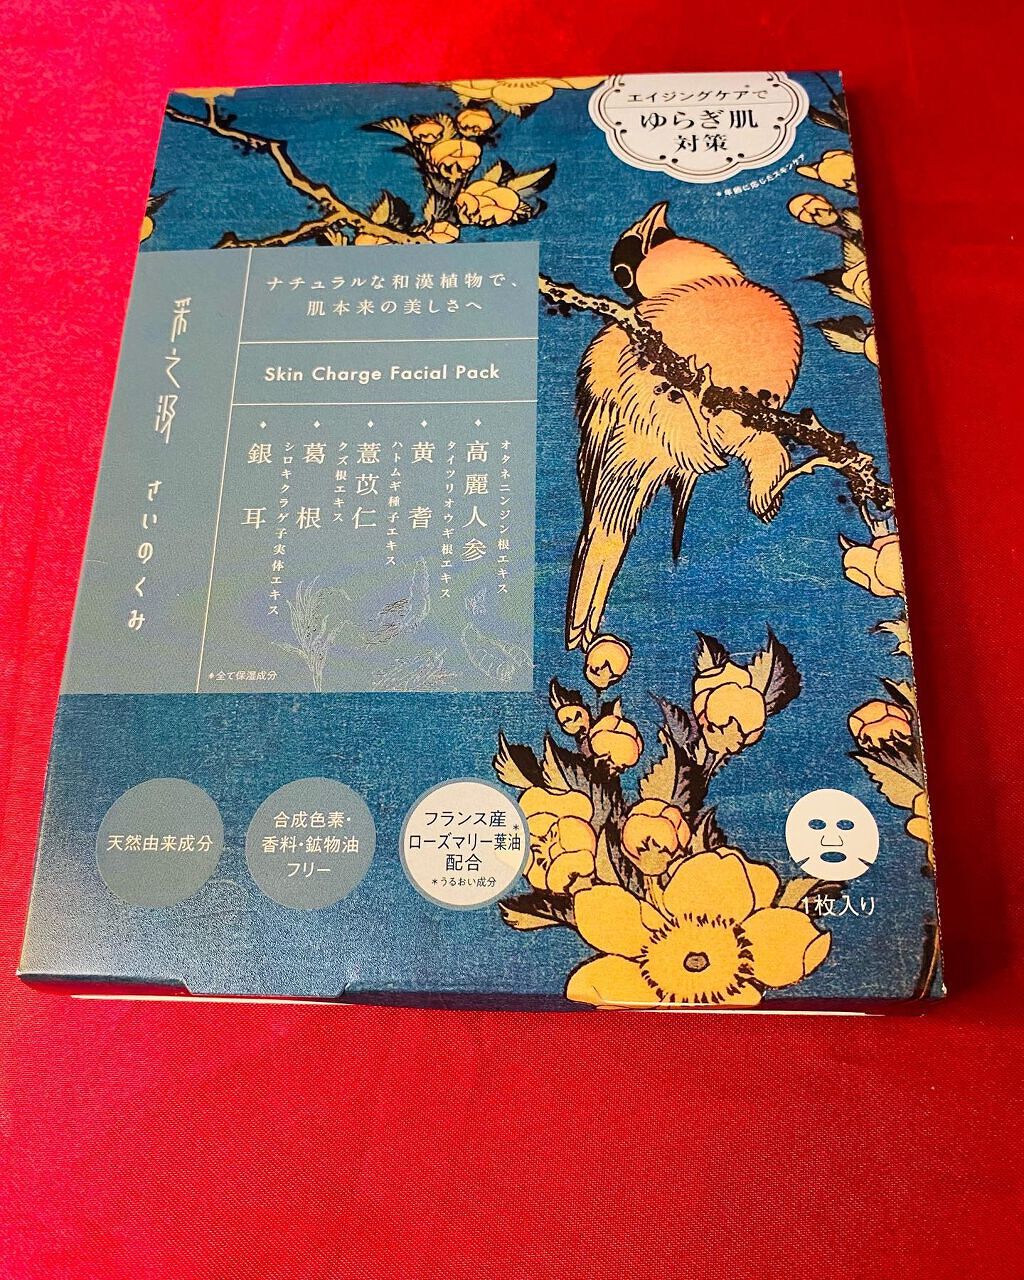 エイジングケアで
ゆらぎ肌
対策
*年齢に応じたスキンケア
ナチュラルな和漢植物で、
肌本来の美しさへ
采之汲
さいのくみ
Skin Charge Facial Pack
高麗人参
オタネニンジン根エキス
黄耆
タイツリオウギ根エキス
薏苡仁
ハトムギ種子エキス
葛根
クズ根エキス
銀耳
シロキクラゲ子実体エキス
♦全て保湿成分
天然由来成分
合成色素・
香料・鉱物油
フリー
フランス産
ローズマリー葉油*
配合
*うるおい成分
1枚入り